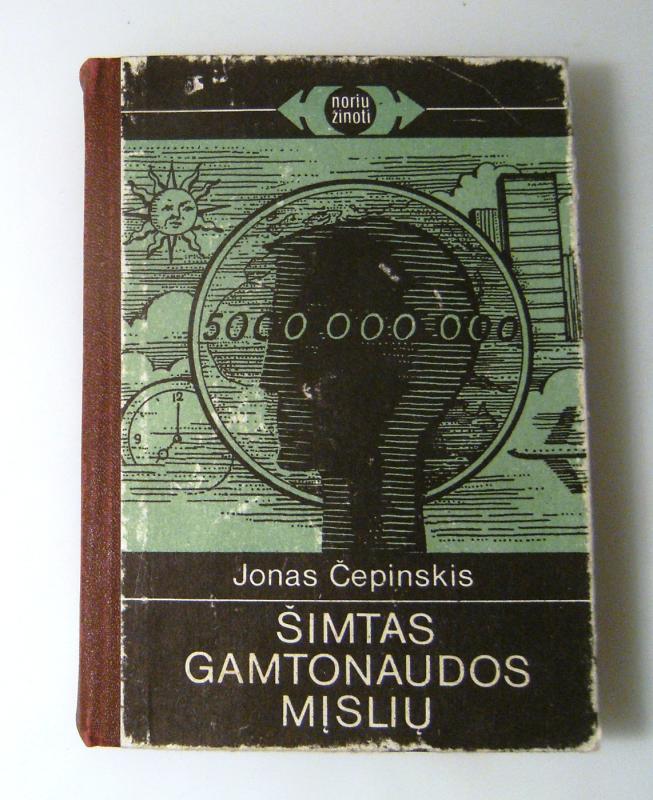 noriu
žinoti
5000 000 000
12
9
Jonas Čepinskis
ŠIMTAS
GAMTONAUDOS
MĮSLIŲ